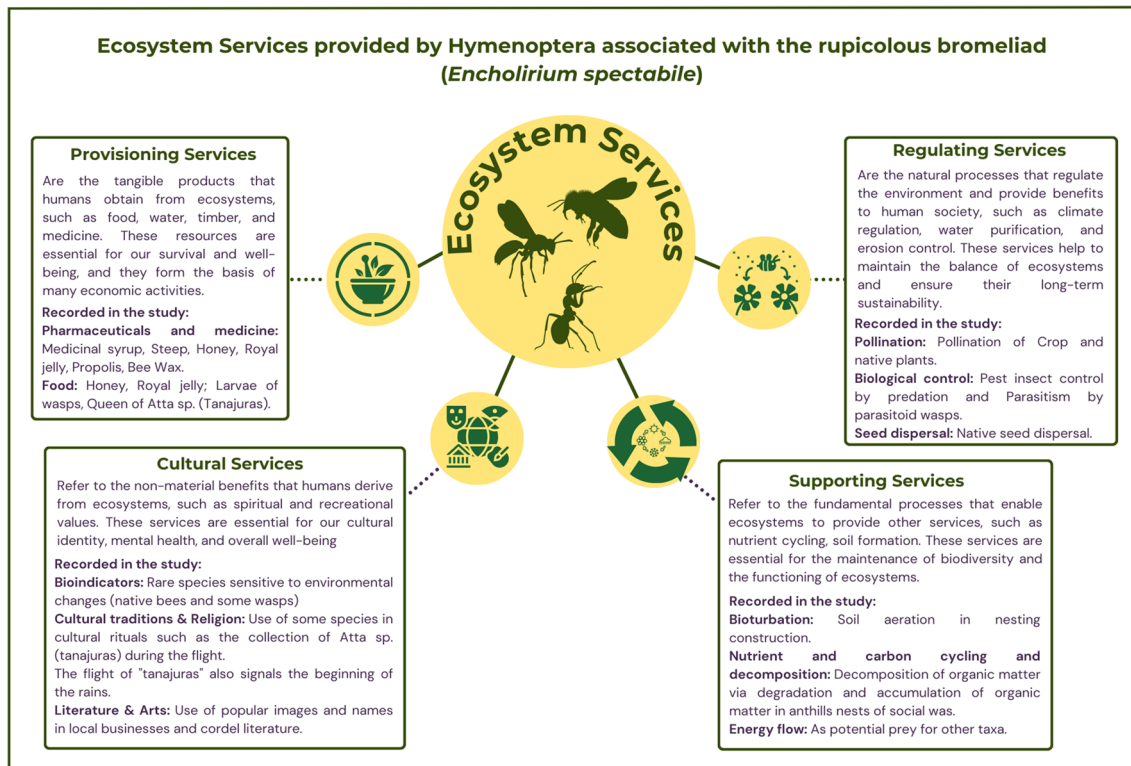 Ecosystem Services provided by Hymenoptera associated with the rupicolous bromeliad
(Encholirium spectabile)
Ecosystem Services
Provisioning Services
Are the tangible products that
humans obtain from ecosystems,
such as food, water, timber, and
medicine. These resources are
essential for our survival and well-
being, and they form the basis of
many economic activities.
Recorded in the study:
Pharmaceuticals and medicine:
Medicinal syrup, Steep, Honey, Royal
jelly, Propolis, Bee Wax.
Food: Honey, Royal jelly; Larvae of
wasps, Queen of Atta sp. (Tanajuras).
Regulating Services
Are the natural processes that regulate
the environment and provide benefits
to human society, such as climate
regulation, water purification, and
erosion control. These services help to
maintain the balance of ecosystems
and ensure their long-term
sustainability.
Recorded in the study:
Pollination: Pollination of Crop and
native plants.
Biological control: Pest insect control
by predation and Parasitism by
parasitoid wasps.
Seed dispersal: Native seed dispersal.
Cultural Services
Refer to the non-material benefits that humans derive
from ecosystems, such as spiritual and recreational
values. These services are essential for our cultural
identity, mental health, and overall well-being
Recorded in the study:
Bioindicators: Rare species sensitive to environmental
changes (native bees and some wasps)
Cultural traditions & Religion: Use of some species in
cultural rituals such as the collection of Atta sp.
(tanajuras) during the flight.
The flight of "tanajuras" also signals the beginning of
the rains.
Literature & Arts: Use of popular images and names
in local businesses and cordel literature.
Supporting Services
Refer to the fundamental processes that enable
ecosystems to provide other services, such as
nutrient cycling, soil formation. These services are
essential for the maintenance of biodiversity and
the functioning of ecosystems.
Recorded in the study:
Bioturbation: Soil aeration in nesting
construction.
Nutrient and carbon cycling and
decomposition: Decomposition of organic matter
via degradation and accumulation of organic
matter in anthills nests of social was.
Energy flow: As potential prey for other taxa.